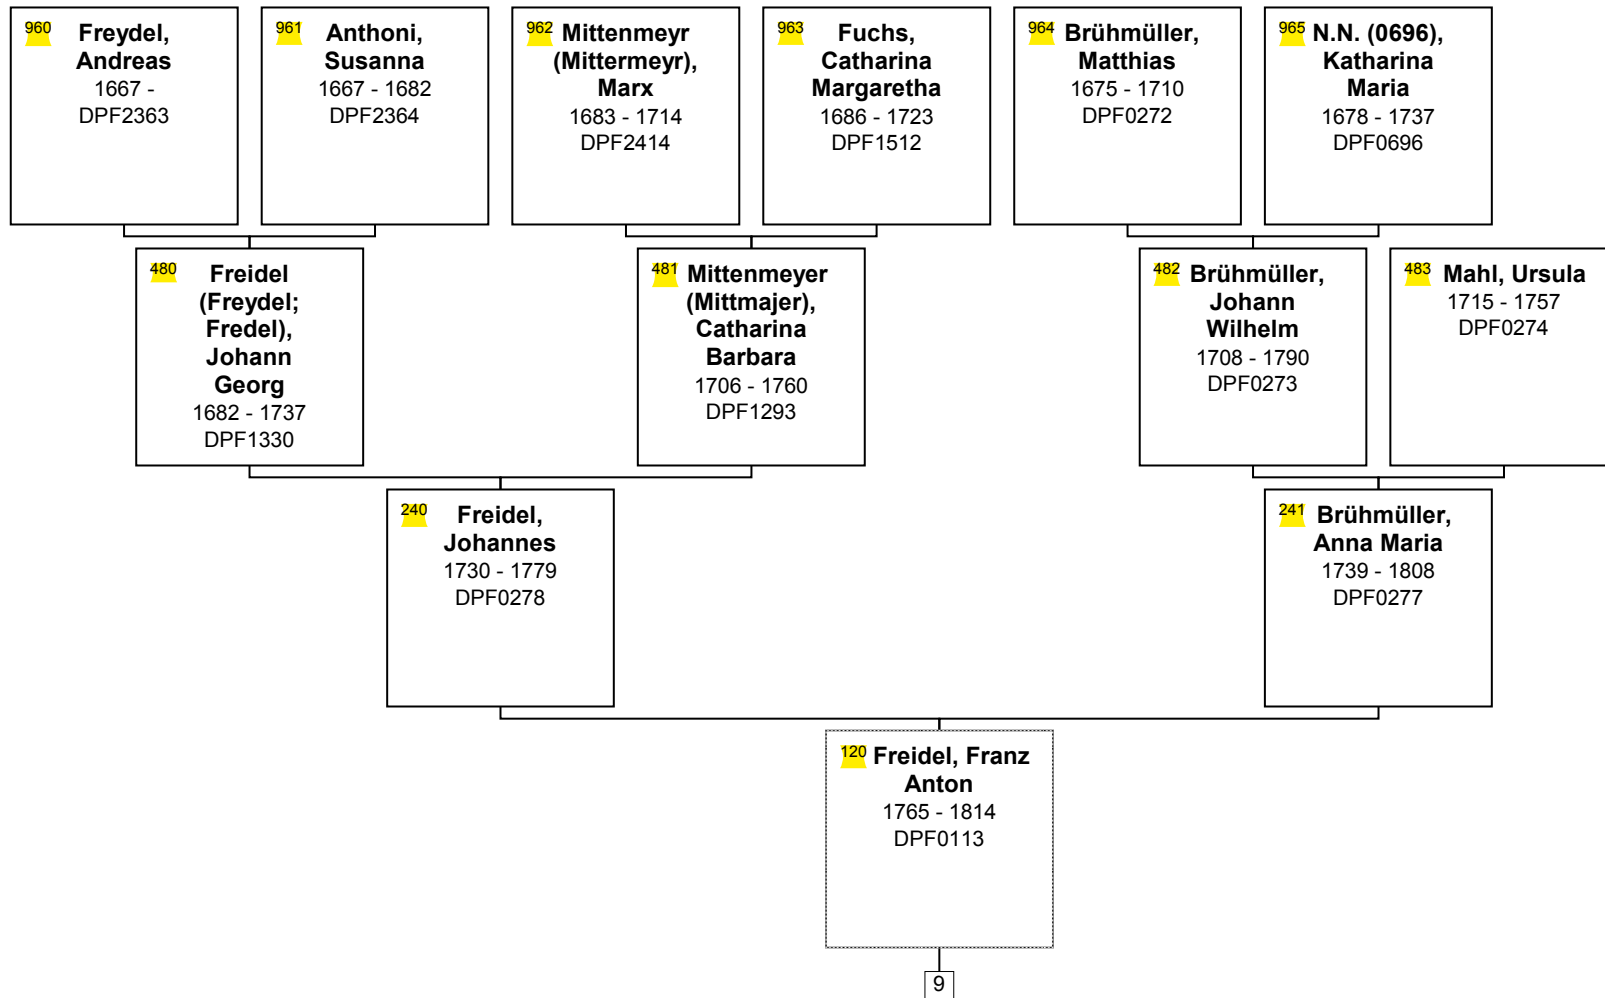 960 Freydel,
Andreas
1667 -
DPF2363
961 Anthoni,
Susanna
1667 - 1682
DPF2364
962 Mittenmeyr
(Mittermeyr),
Marx
1683 - 1714
DPF2414
963 Fuchs,
Catharina
Margaretha
1686 - 1723
DPF1512
964 Brühmüller,
Matthias
1675 - 1710
DPF0272
965 N.N. (0696),
Katharina
Maria
1678 - 1737
DPF0696
480 Freidel
(Freydel;
Fredel),
Johann
Georg
1682 - 1737
DPF1330
481 Mittenmeyer
(Mittmajer),
Catharina
Barbara
1706 - 1760
DPF1293
482 Brühmüller,
Johann
Wilhelm
1708 - 1790
DPF0273
483 Mahl, Ursula
1715 - 1757
DPF0274
240 Freidel,
Johannes
1730 - 1779
DPF0278
241 Brühmüller,
Anna Maria
1739 - 1808
DPF0277
120 Freidel, Franz
Anton
1765 - 1814
DPF0113
9